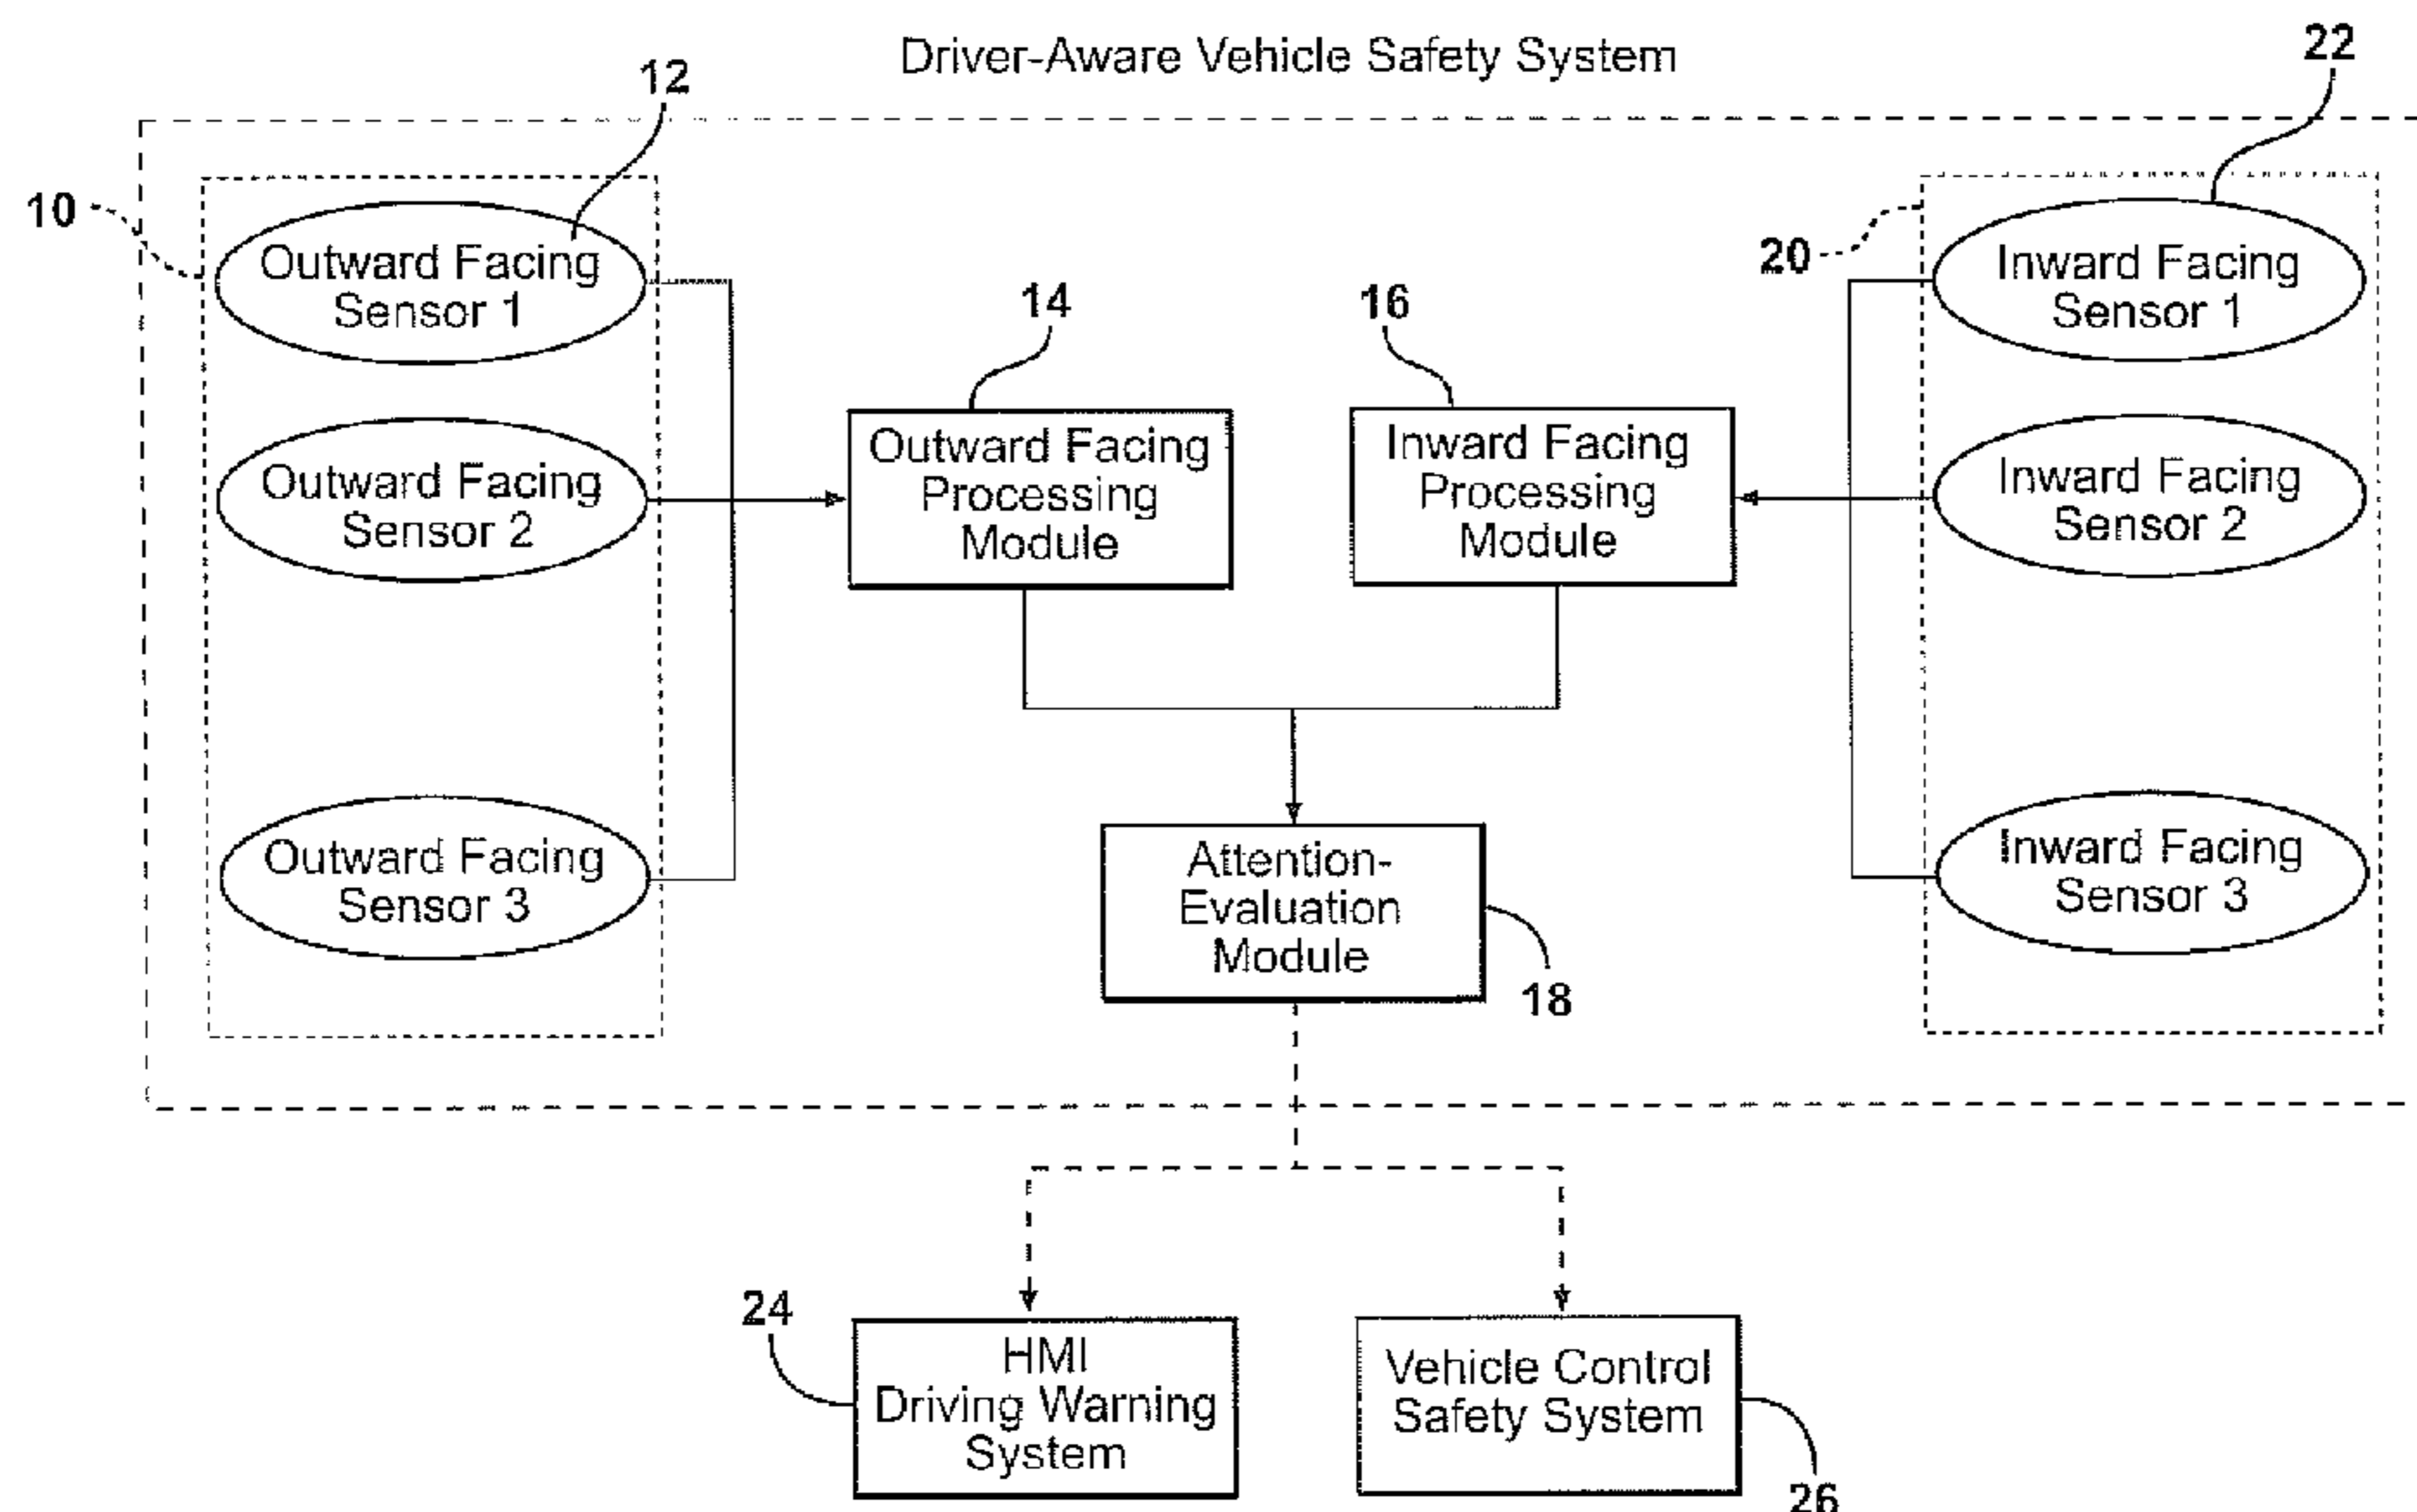 Driver-Aware Vehicle Safety System
22
12
10
Outward Facing
Sensor 1
20
Inward Facing
Sensor 1
14
16
Outward Facing
Sensor 2
Outward Facing
Processing
Module
Inward Facing
Processing
Module
Inward Facing
Sensor 2
Outward Facing
Sensor 3
Attention-
Evaluation
Module
18
Inward Facing
Sensor 3
24
HMI
Driving Warning
System
Vehicle Control
Safety System
26